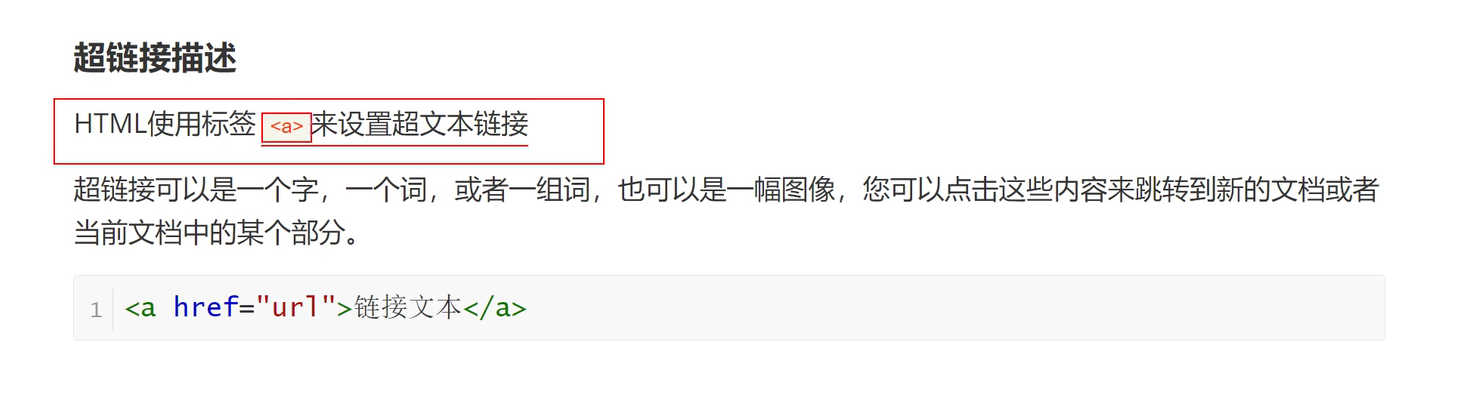 超链接描述
HTML使用标签 <a>来设置超文本链接
超链接可以是一个字，一个词，或者一组词，也可以是一幅图像，您可以点击这些内容来跳转到新的文档或者
当前文档中的某个部分。
1 <a href="url">链接文本</a>